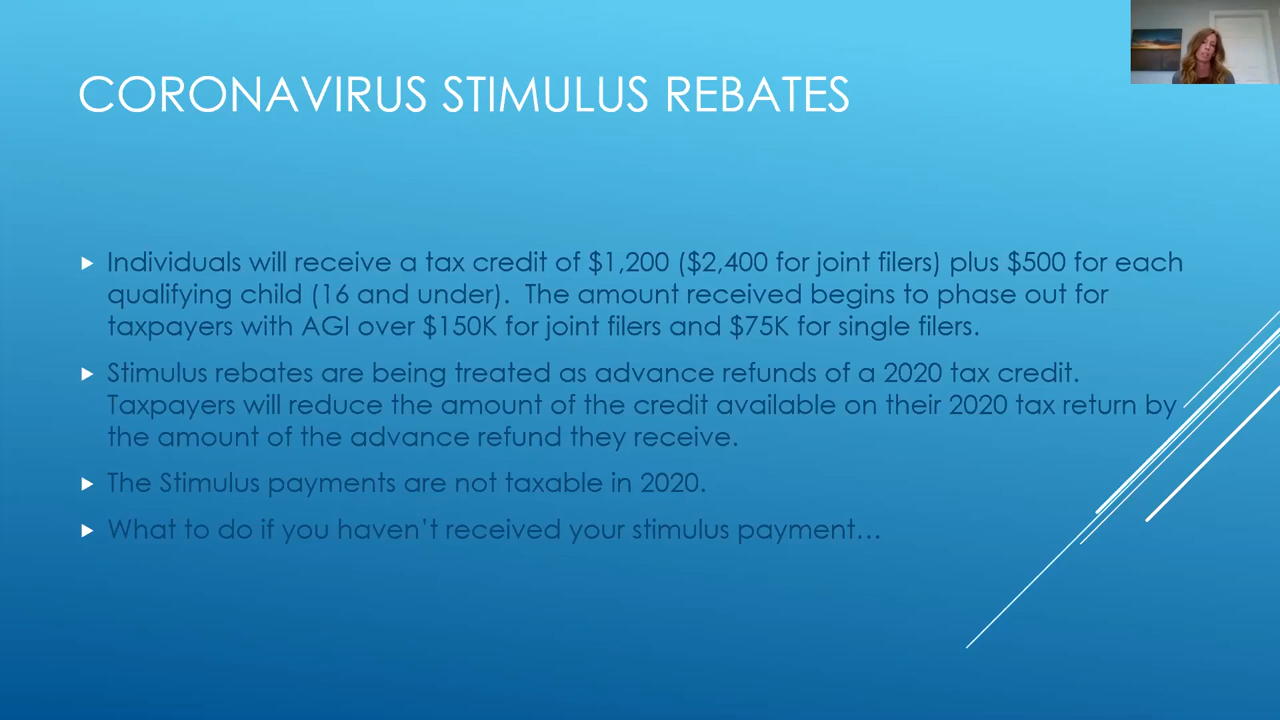 CORONAVIRUS STIMULUS REBATES
Individuals will receive a tax credit of $1,200 ($2,400 for joint filers) plus $500 for each
qualifying child (16 and under).  The amount received begins to phase out for
taxpayers with AGI over $150K for joint filers and $75K for single filers.
Stimulus rebates are being treated as advance refunds of a 2020 tax credit.
Taxpayers will reduce the amount of the credit available on their 2020 tax return by
the amount of the advance refund they receive.
The Stimulus payments are not taxable in 2020.
What to do if you haven’t received your stimulus payment…